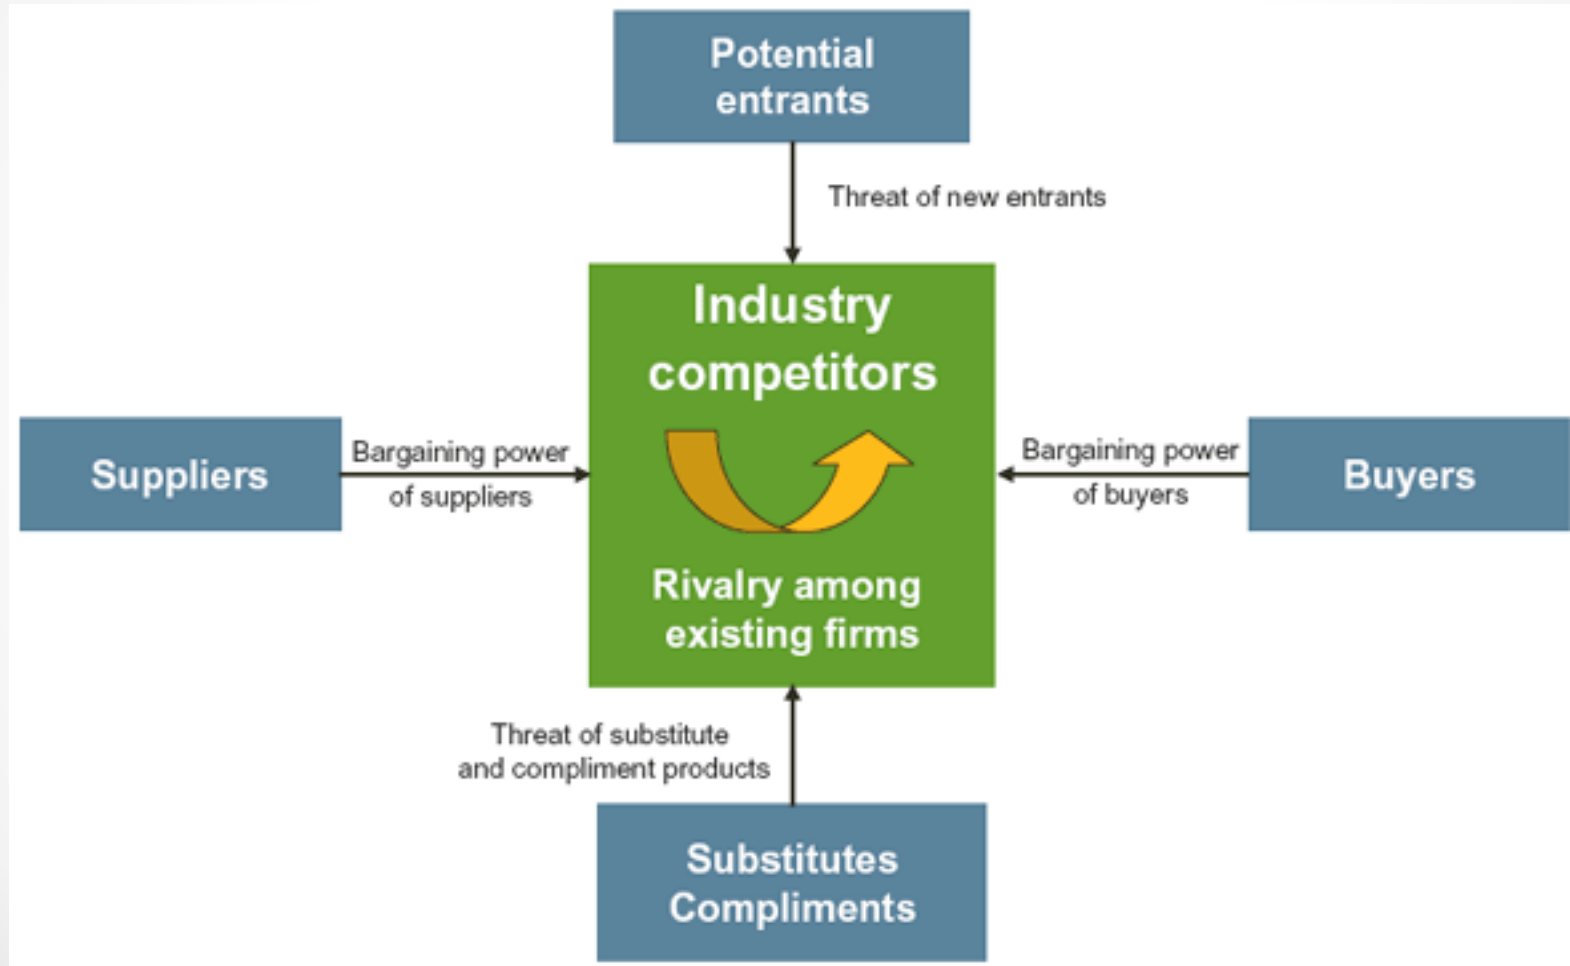 Potential
entrants
Threat of new entrants
Industry
competitors
Suppliers
Bargaining power
of suppliers
Bargaining power
of buyers
Buyers
Rivalry among
existing firms
Threat of substitute
and compliment products
Substitutes
Compliments